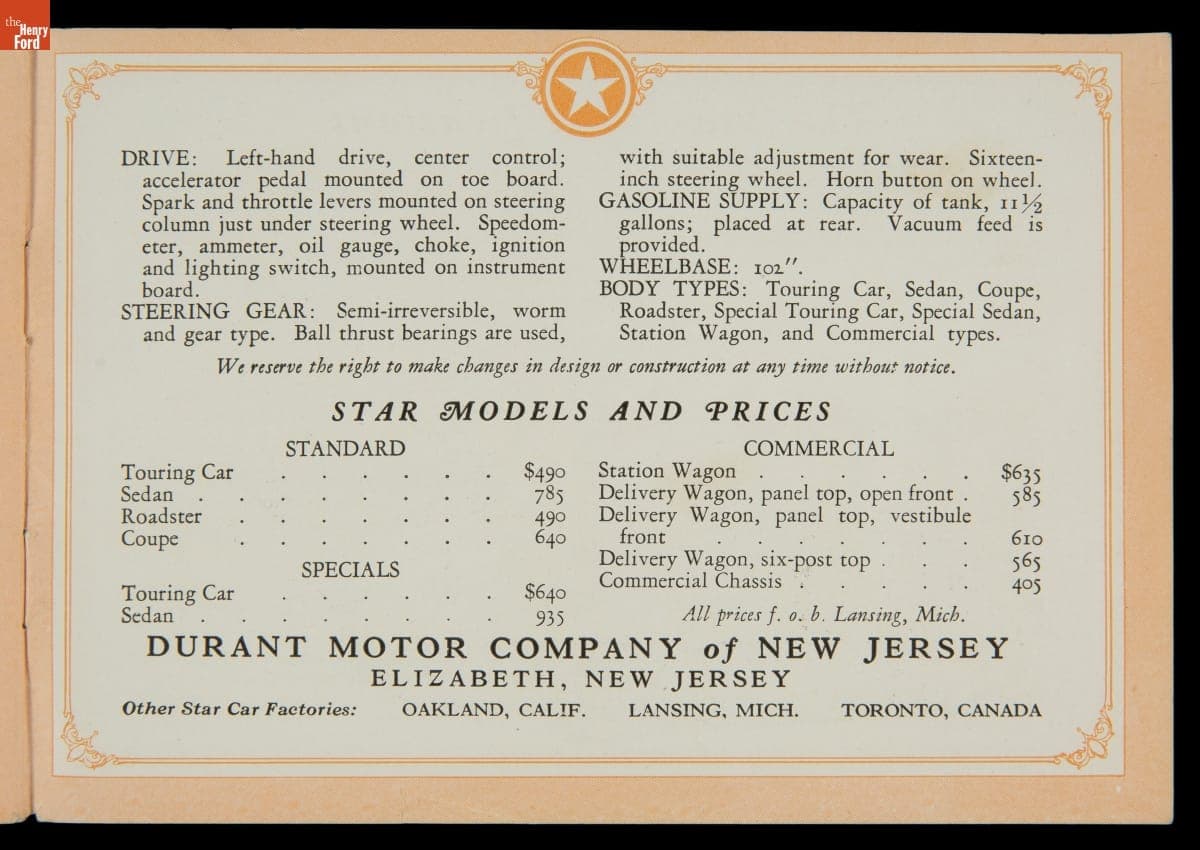 the
Henry
Ford
DRIVE: Left-hand drive, center control;
accelerator pedal mounted on toe board.
Spark and throttle levers mounted on steering
column just under steering wheel. Speedom-
eter, ammeter, oil gauge, choke, ignition
and lighting switch, mounted on instrument
board.
STEERING GEAR: Semi-irreversible, worm
and gear type. Ball thrust bearings are used,
with suitable adjustment for wear. Sixteen-
inch steering wheel. Horn button on wheel.
GASOLINE SUPPLY: Capacity of tank, 11½
gallons; placed at rear. Vacuum feed is
provided.
WHEELBASE: 102″.
BODY TYPES: Touring Car, Sedan, Coupe,
Roadster, Special Touring Car, Special Sedan,
Station Wagon, and Commercial types.
We reserve the right to make changes in design or construction at any time without notice.
STAR MODELS AND PRICES
STANDARD
Touring Car . . . . . . $490
Sedan . . . . . . . . 785
Roadster . . . . . . . 490
Coupe . . . . . . . 640
SPECIALS
Touring Car . . . . . . $640
Sedan . . . . . . . . 935
COMMERCIAL
Station Wagon . . . . . . $635
Delivery Wagon, panel top, open front . 585
Delivery Wagon, panel top, vestibule
front . . . . . . . 610
Delivery Wagon, six-post top . . . 565
Commercial Chassis . . . . . 405
All prices f. o. b. Lansing, Mich.
DURANT MOTOR COMPANY of NEW JERSEY
ELIZABETH, NEW JERSEY
Other Star Car Factories: OAKLAND, CALIF. LANSING, MICH. TORONTO, CANADA